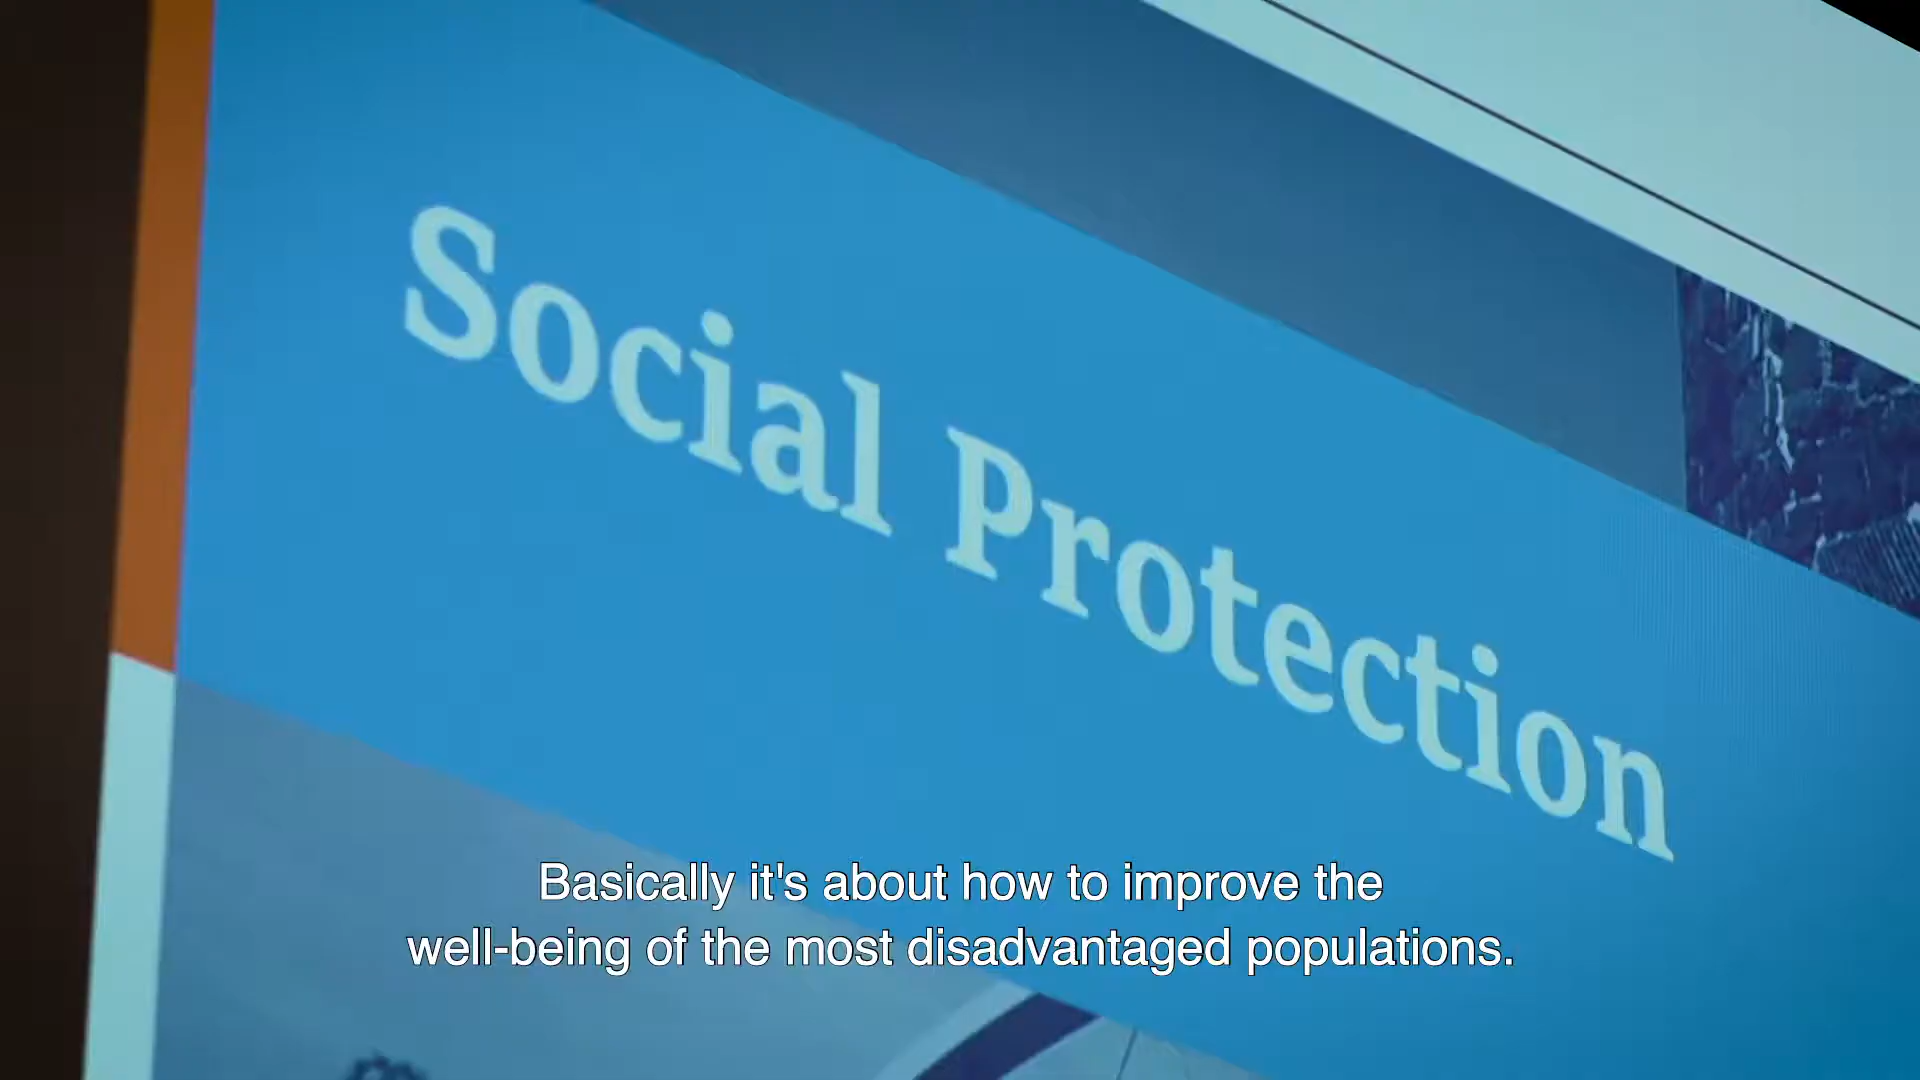 Social Protection
Basically it's about how to improve the
well-being of the most disadvantaged populations.